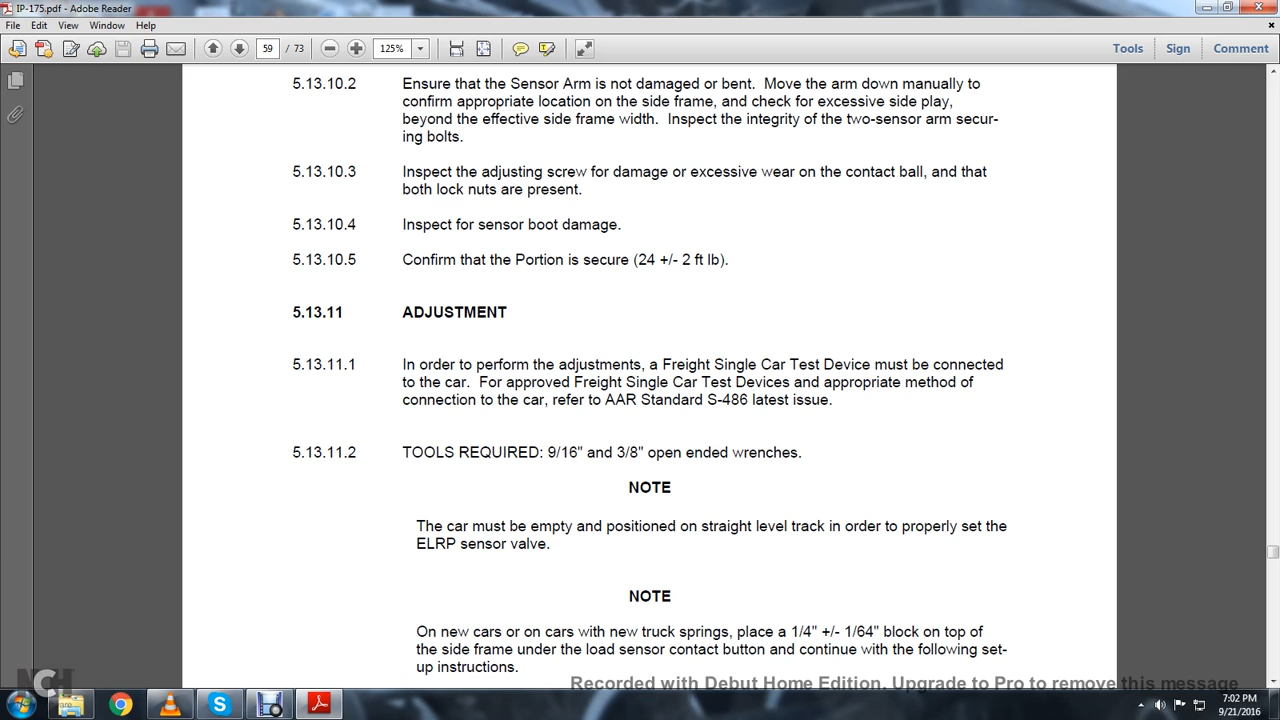 IP-175.pdf - Adobe Reader
File Edit View Window Help
59 / 73 125% Tools Sign Comment
5.13.10.2 Ensure that the Sensor Arm is not damaged or bent. Move the arm down manually to
confirm appropriate location on the side frame, and check for excessive side play,
beyond the effective side frame width. Inspect the integrity of the two-sensor arm secur-
ing bolts.
5.13.10.3 Inspect the adjusting screw for damage or excessive wear on the contact ball, and that
both lock nuts are present.
5.13.10.4 Inspect for sensor boot damage.
5.13.10.5 Confirm that the Portion is secure (24 +/- 2 ft lb).
5.13.11 ADJUSTMENT
5.13.11.1 In order to perform the adjustments, a Freight Single Car Test Device must be connected
to the car. For approved Freight Single Car Test Devices and appropriate method of
connection to the car, refer to AAR Standard S-486 latest issue.
5.13.11.2 TOOLS REQUIRED: 9/16" and 3/8" open ended wrenches.
NOTE
The car must be empty and positioned on straight level track in order to properly set the
ELRP sensor valve.
NOTE
On new cars or on cars with new truck springs, place a 1/4" +/- 1/64" block on top of
the side frame under the load sensor contact button and continue with the following set-
up instructions.
Recorded with Debut Home Edition. Upgrade to Pro to remove this message
NCH
7:02 PM
9/21/2016